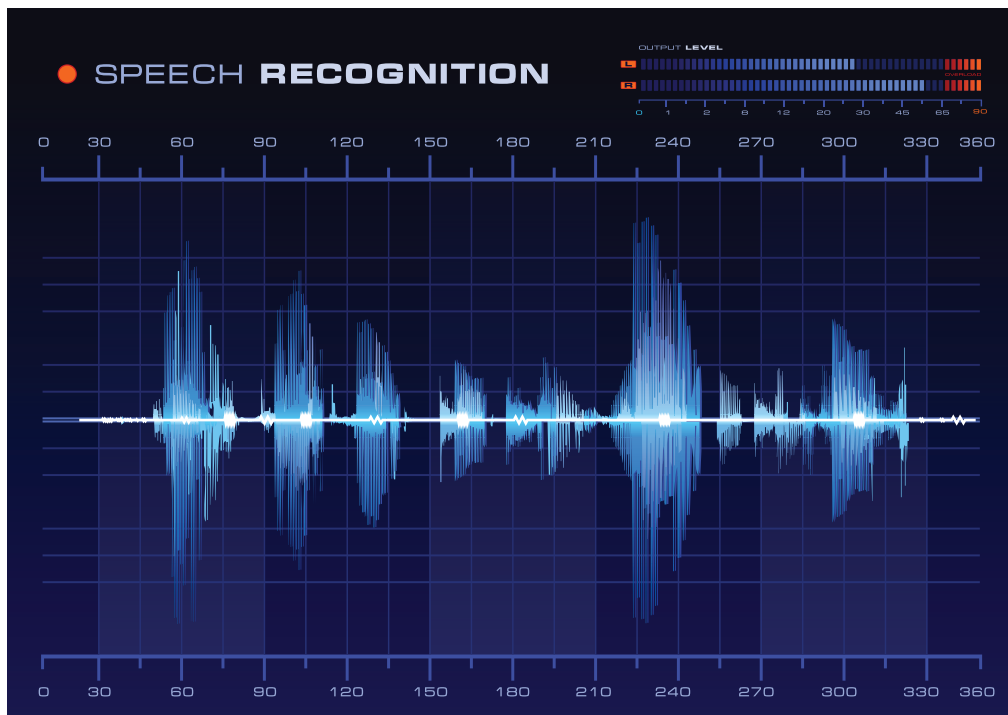 OUTPUT LEVEL
SPEECH RECOGNITION
L
OVERLOAD
R
0 1 2 6 12 20 30 45 65 90
0 30 60 90 120 150 180 210 240 270 300 330 360
0 30 60 90 120 150 180 210 240 270 300 330 360